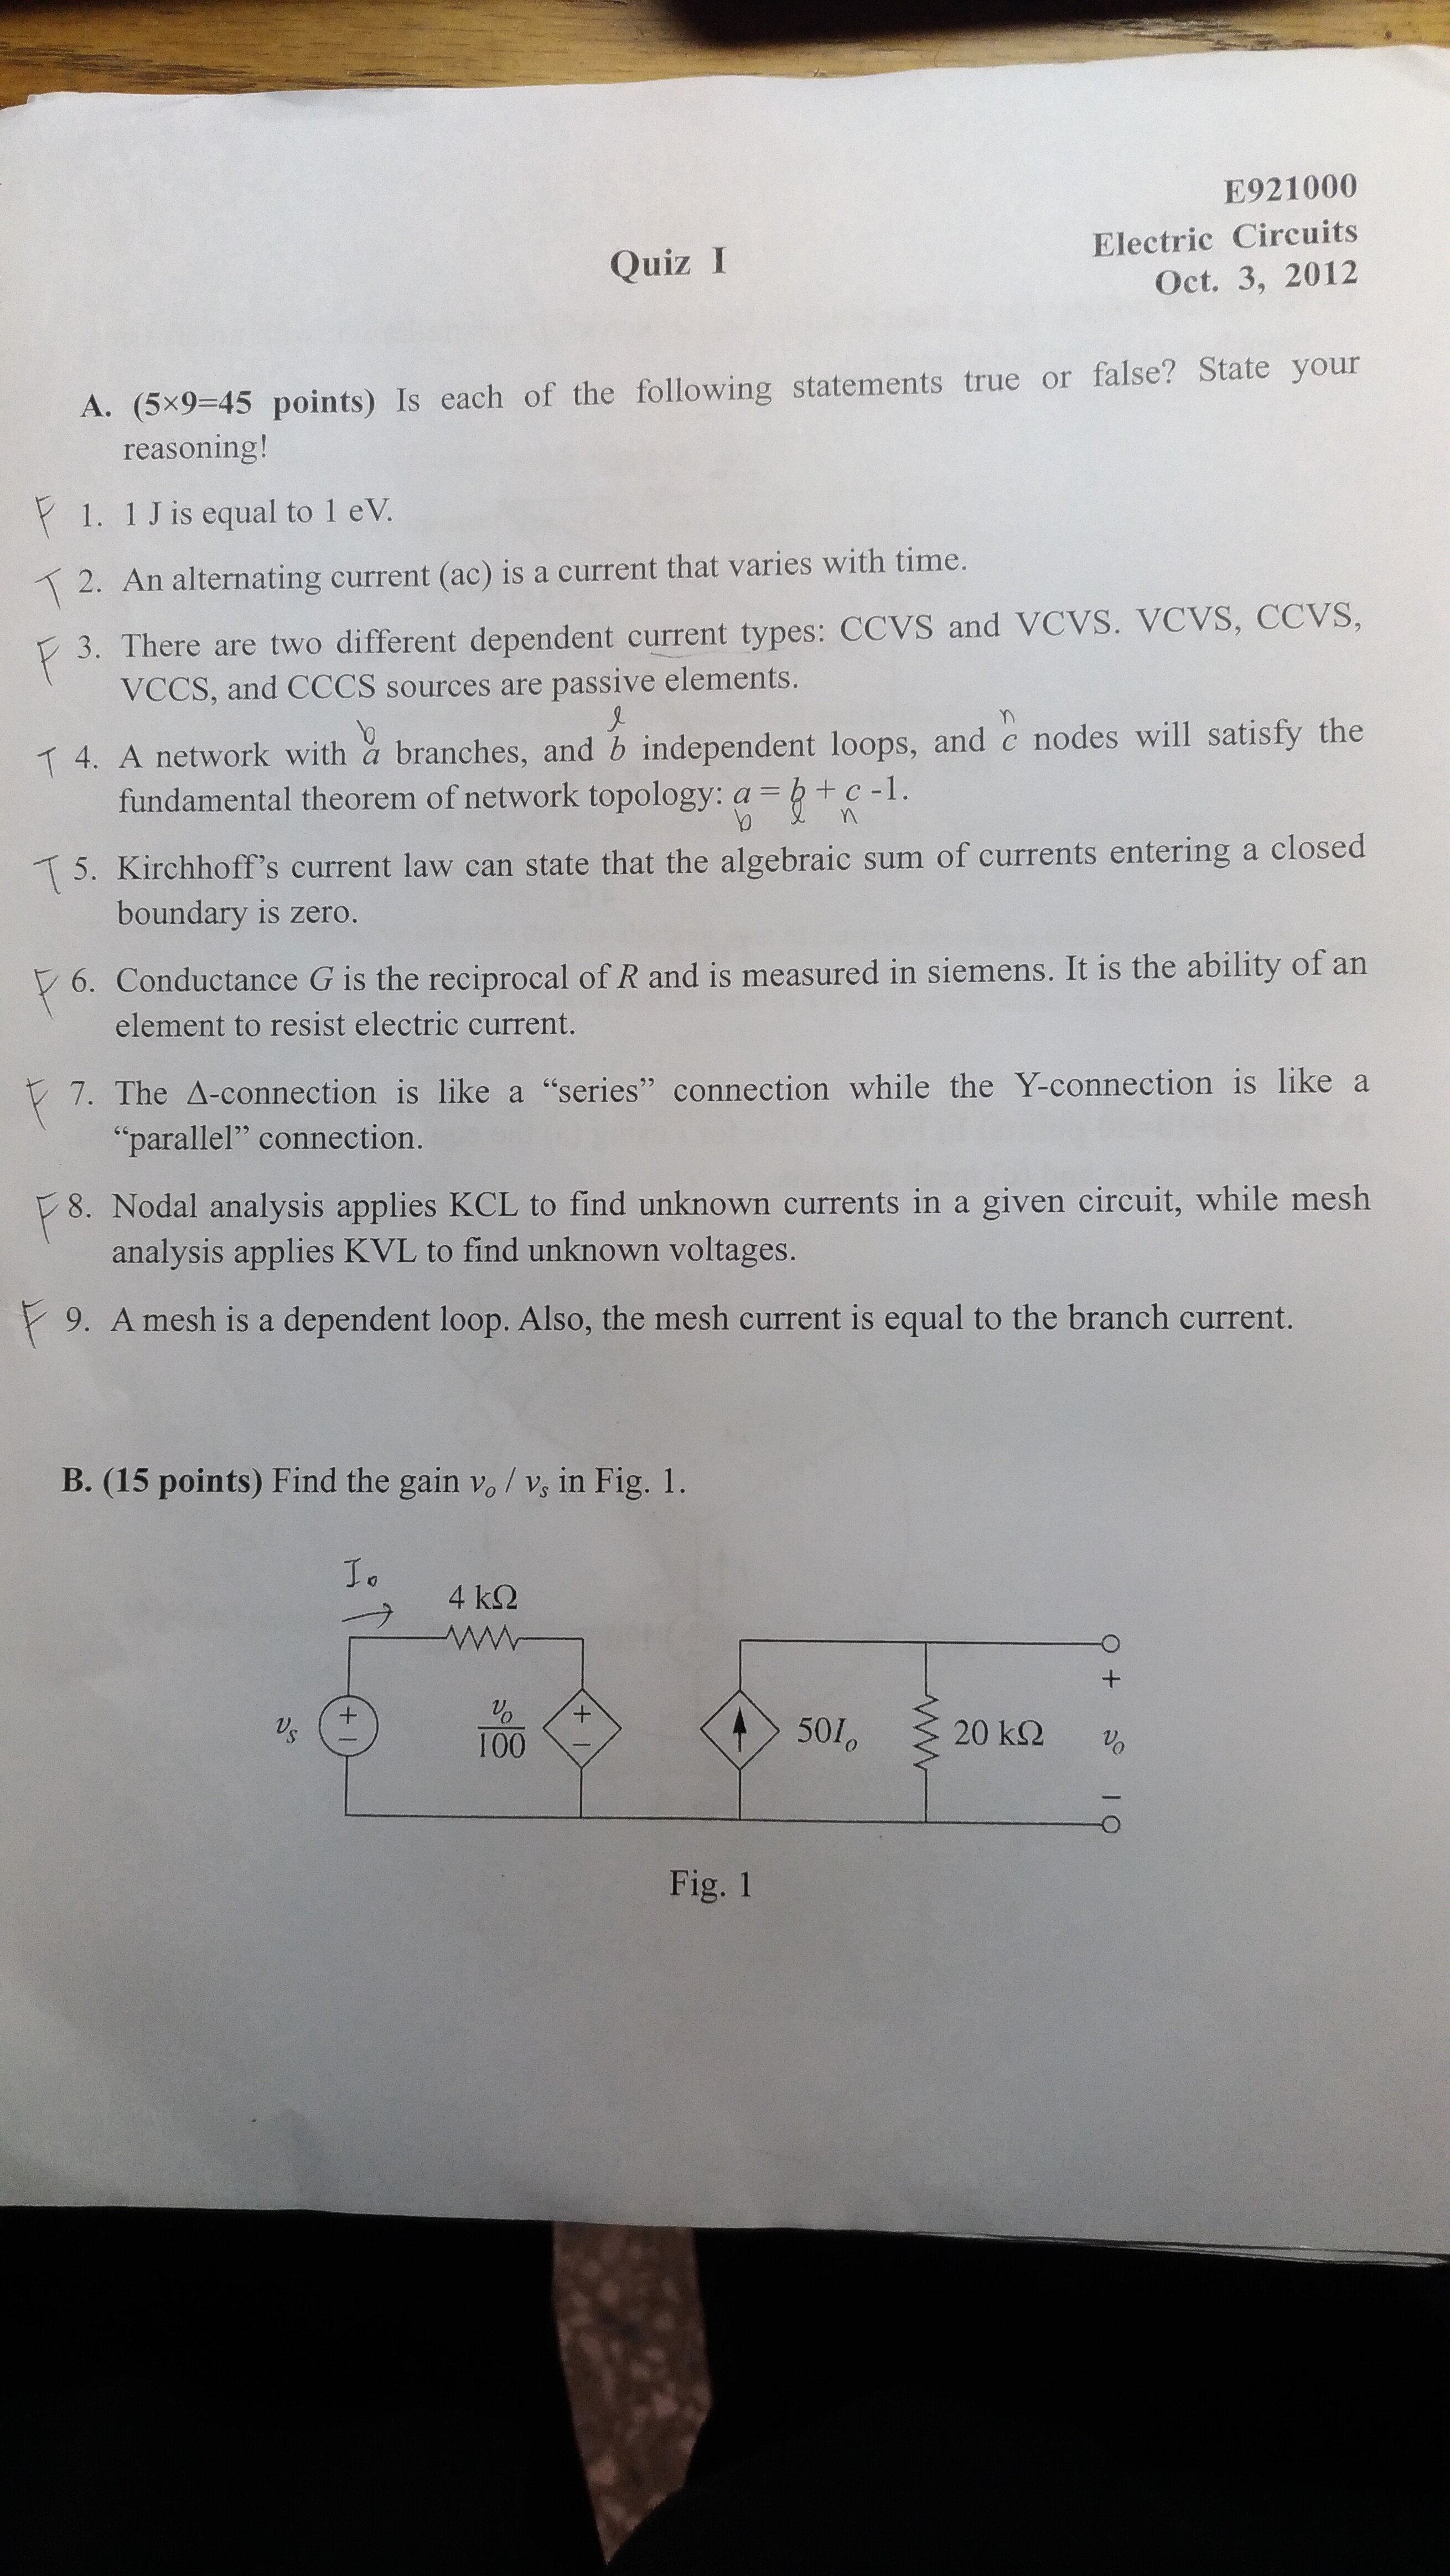 E921000
Electric Circuits
Quiz I
Oct. 3, 2012
A. (5×9=45 points) Is each of the following statements true or false? State your
reasoning!
F 1. 1 J is equal to 1 eV.
T 2. An alternating current (ac) is a current that varies with time.
F 3. There are two different dependent current types: CCVS and VCVS. VCVS, CCVS,
VCCS, and CCCS sources are passive elements.
b l n
T 4. A network with a branches, and b independent loops, and c nodes will satisfy the
fundamental theorem of network topology: a = b + c -1.
b l n
T 5. Kirchhoff's current law can state that the algebraic sum of currents entering a closed
boundary is zero.
F 6. Conductance G is the reciprocal of R and is measured in siemens. It is the ability of an
element to resist electric current.
F 7. The Δ-connection is like a “series” connection while the Y-connection is like a
“parallel” connection.
F 8. Nodal analysis applies KCL to find unknown currents in a given circuit, while mesh
analysis applies KVL to find unknown voltages.
F 9. A mesh is a dependent loop. Also, the mesh current is equal to the branch current.
B. (15 points) Find the gain vo / vs in Fig. 1.
Io
4 kΩ
+
vs + − vo/100 + − 50Io 20 kΩ vo
−
Fig. 1